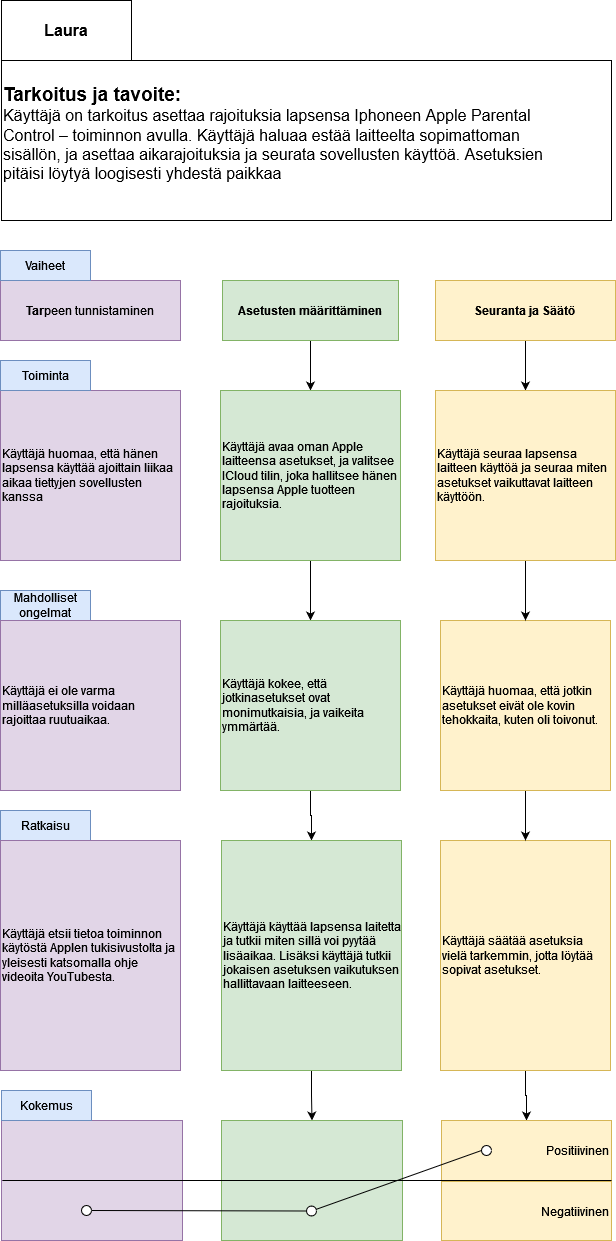 Laura
Tarkoitus ja tavoite:
Käyttäjä on tarkoitus asettaa rajoituksia lapsensa Iphoneen Apple Parental
Control – toiminnon avulla. Käyttäjä haluaa estää laitteelta sopimattoman
sisällön, ja asettaa aikarajoituksia ja seurata sovellusten käyttöä. Asetuksien
pitäisi löytyä loogisesti yhdestä paikkaa
Vaiheet
Tarpeen tunnistaminen
Asetusten määrittäminen
Seuranta ja Säätö
Toiminta
Käyttäjä huomaa, että hänen
lapsensa käyttää ajoittain liikaa
aikaa tiettyjen sovellusten
kanssa
Käyttäjä avaa oman Apple
laitteensa asetukset, ja valitsee
ICloud tilin, joka hallitsee hänen
lapsensa Apple tuotteen
rajoituksia.
Käyttäjä seuraa lapsensa
laitteen käyttöä ja seuraa miten
asetukset vaikuttavat laitteen
käyttöön.
Mahdolliset
ongelmat
Käyttäjä ei ole varma
milläasetuksilla voidaan
rajoittaa ruutuaikaa.
Käyttäjä kokee, että
jotkinasetukset ovat
monimutkaisia, ja vaikeita
ymmärtää.
Käyttäjä huomaa, että jotkin
asetukset eivät ole kovin
tehokkaita, kuten oli toivonut.
Ratkaisu
Käyttäjä etsii tietoa toiminnon
käytöstä Applen tukisivustolta ja
yleisesti katsomalla ohje
videoita YouTubesta.
Käyttäjä käyttää lapsensa laitetta
ja tutkii miten sillä voi pyytää
lisäaikaa. Lisäksi käyttäjä tutkii
jokaisen asetuksen vaikutuksen
hallittavaan laitteeseen.
Käyttäjä säätää asetuksia
vielä tarkemmin, jotta löytää
sopivat asetukset.
Kokemus
Positiivinen
Negatiivinen